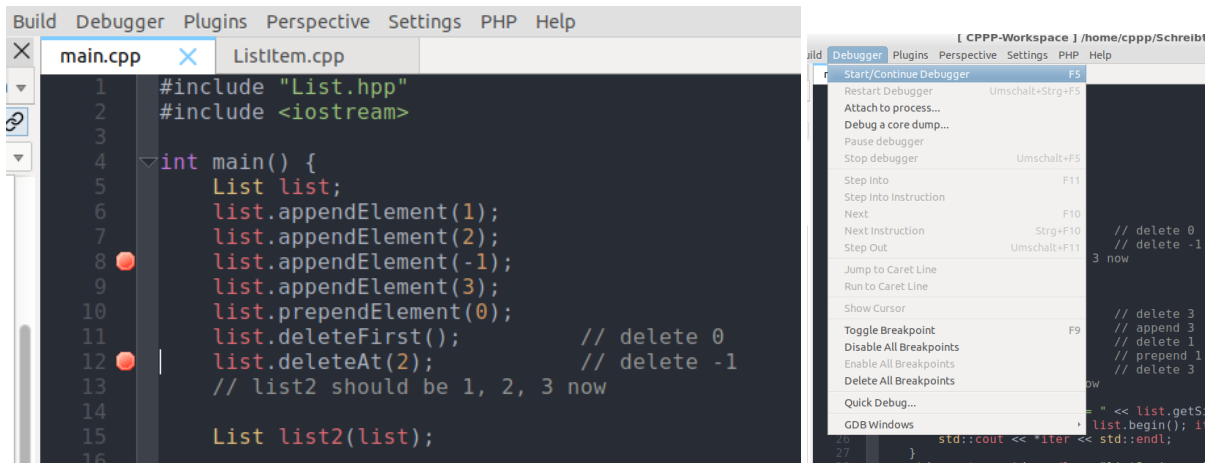 Build Debugger Plugins Perspective Settings PHP Help
main.cpp ListItem.cpp
1 #include "List.hpp"
2 #include <iostream>
3
4 int main() {
5 List list;
6 list.appendElement(1);
7 list.appendElement(2);
8 list.appendElement(-1);
9 list.appendElement(3);
10 list.prependElement(0);
11 list.deleteFirst(); // delete 0
12 list.deleteAt(2); // delete -1
13 // list2 should be 1, 2, 3 now
14
15 List list2(list);
16
[ CPPP-Workspace ] /home/cppp/Schreibt
uild Debugger Plugins Perspective Settings PHP Help
Start/Continue Debugger F5
Restart Debugger Umschalt+Strg+F5
Attach to process...
Debug a core dump...
Pause debugger
Stop debugger Umschalt+F5
Step Into F11
Step Into Instruction
Next F10
Next Instruction Strg+F10
Step Out Umschalt+F11
Jump to Caret Line
Run to Caret Line
Show Cursor
Toggle Breakpoint F9
Disable All Breakpoints
Enable All Breakpoints
Delete All Breakpoints
Quick Debug...
GDB Windows
// delete 0
// delete -1
3 now
// delete 3
// append 3
// delete 1
// prepend 1
// delete 3
ow
= " << list.getSi
list.begin(); it
26 std::cout << *iter << std::endl;
27 }